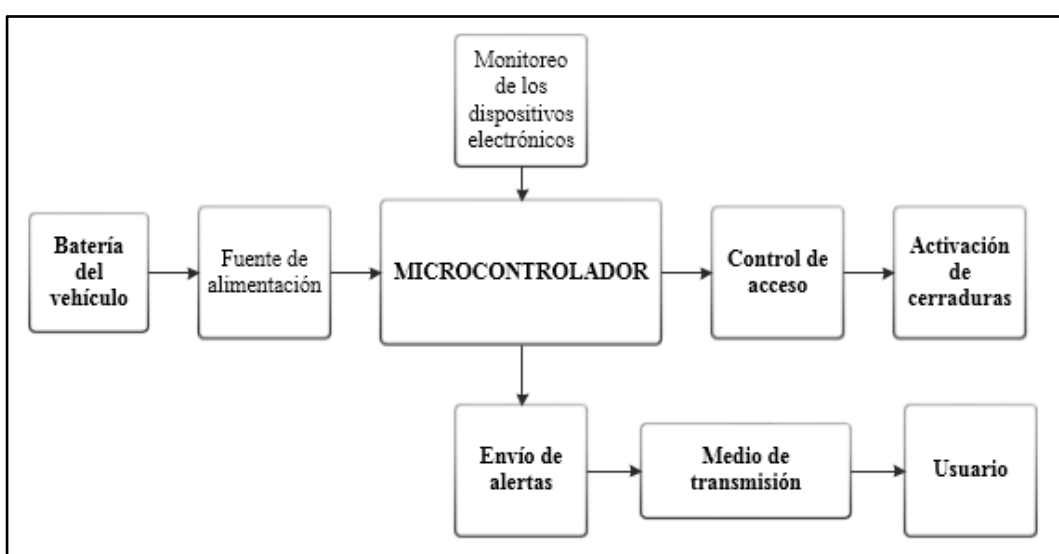 Monitoreo
de los
dispositivos
electrónicos
Batería
del
vehículo
Fuente de
alimentación
MICROCONTROLADOR
Control de
acceso
Activación
de
cerraduras
Envío de
alertas
Medio de
transmisión
Usuario